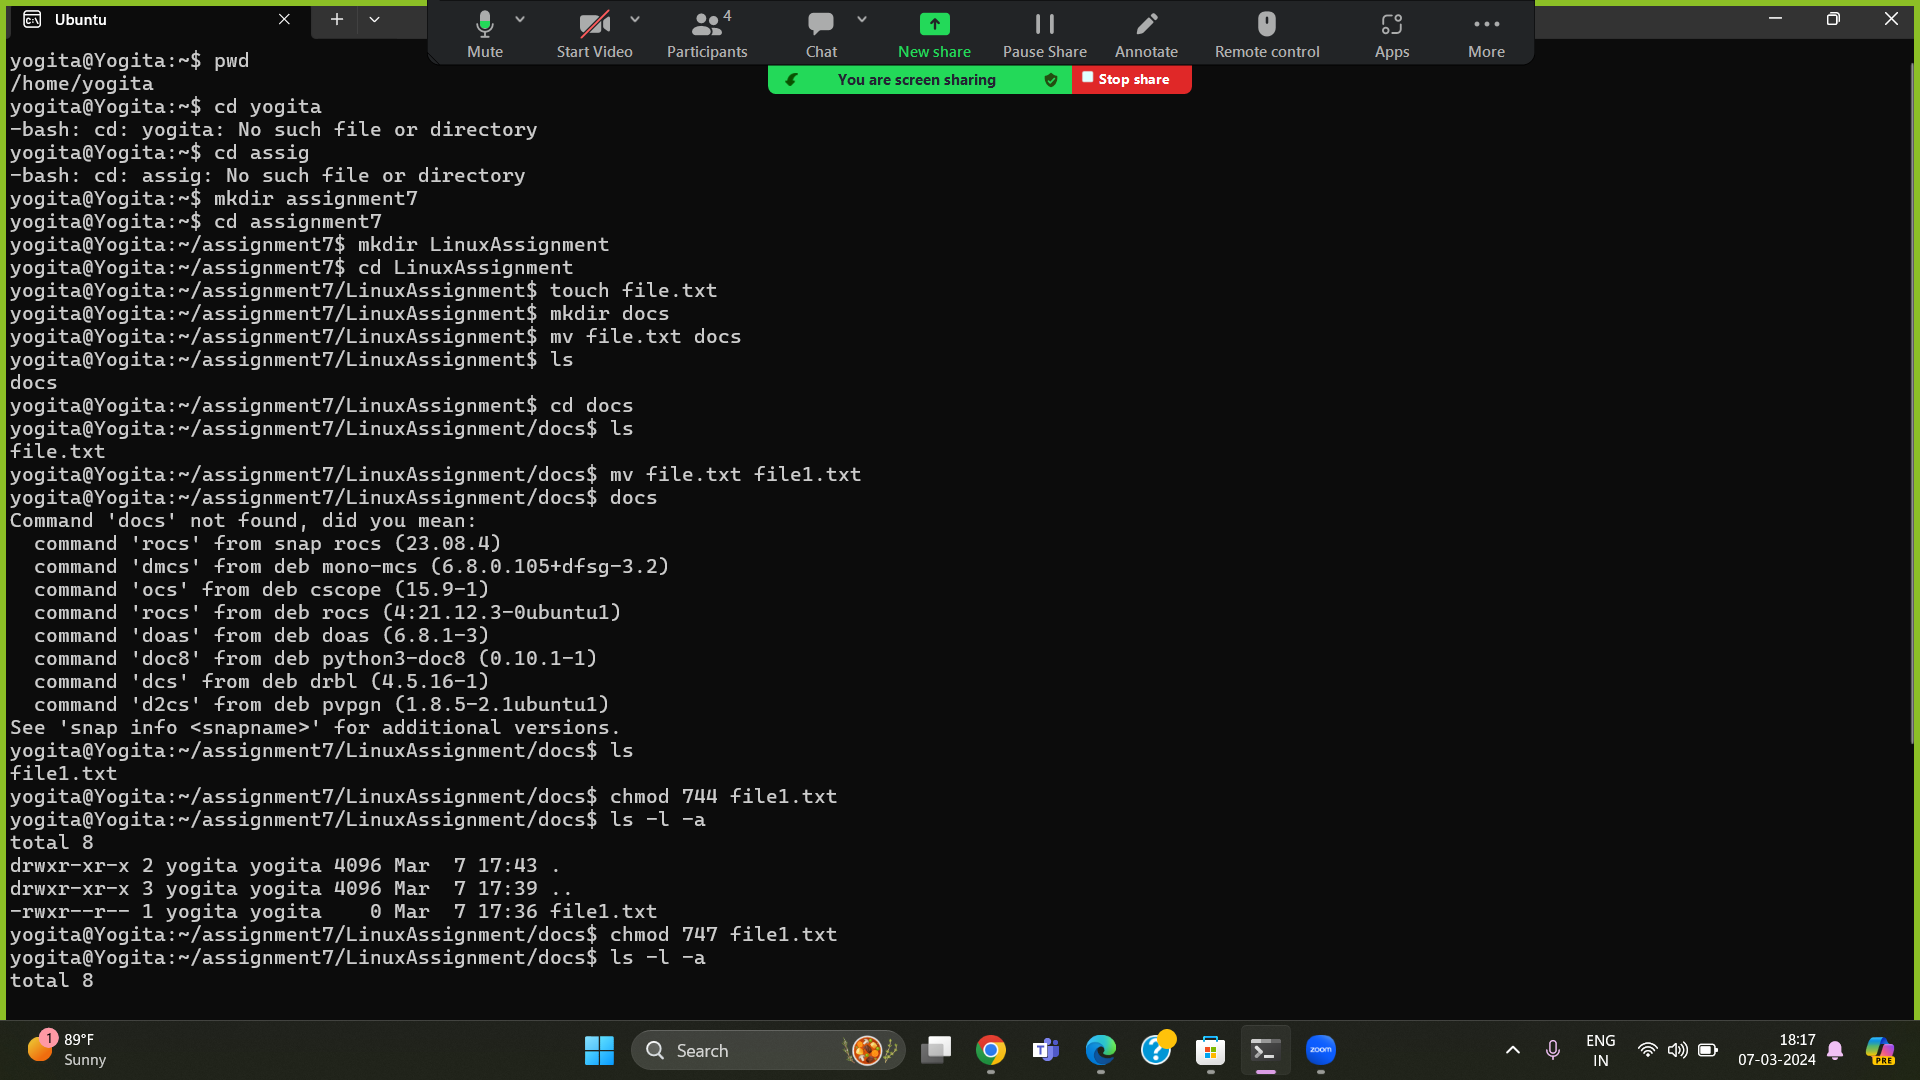 Ubuntu
Mute
Start Video
4
Participants
Chat
New share
Pause Share
Annotate
Remote control
Apps
More
You are screen sharing
Stop share
yogita@Yogita:~$ pwd
/home/yogita
yogita@Yogita:~$ cd yogita
-bash: cd: yogita: No such file or directory
yogita@Yogita:~$ cd assig
-bash: cd: assig: No such file or directory
yogita@Yogita:~$ mkdir assignment7
yogita@Yogita:~$ cd assignment7
yogita@Yogita:~/assignment7$ mkdir LinuxAssignment
yogita@Yogita:~/assignment7$ cd LinuxAssignment
yogita@Yogita:~/assignment7/LinuxAssignment$ touch file.txt
yogita@Yogita:~/assignment7/LinuxAssignment$ mkdir docs
yogita@Yogita:~/assignment7/LinuxAssignment$ mv file.txt docs
yogita@Yogita:~/assignment7/LinuxAssignment$ ls
docs
yogita@Yogita:~/assignment7/LinuxAssignment$ cd docs
yogita@Yogita:~/assignment7/LinuxAssignment/docs$ ls
file.txt
yogita@Yogita:~/assignment7/LinuxAssignment/docs$ mv file.txt file1.txt
yogita@Yogita:~/assignment7/LinuxAssignment/docs$ docs
Command 'docs' not found, did you mean:
  command 'rocs' from snap rocs (23.08.4)
  command 'dmcs' from deb mono-mcs (6.8.0.105+dfsg-3.2)
  command 'ocs' from deb cscope (15.9-1)
  command 'rocs' from deb rocs (4:21.12.3-0ubuntu1)
  command 'doas' from deb doas (6.8.1-3)
  command 'doc8' from deb python3-doc8 (0.10.1-1)
  command 'dcs' from deb drbl (4.5.16-1)
  command 'd2cs' from deb pvpgn (1.8.5-2.1ubuntu1)
See 'snap info <snapname>' for additional versions.
yogita@Yogita:~/assignment7/LinuxAssignment/docs$ ls
file1.txt
yogita@Yogita:~/assignment7/LinuxAssignment/docs$ chmod 744 file1.txt
yogita@Yogita:~/assignment7/LinuxAssignment/docs$ ls -l -a
total 8
drwxr-xr-x 2 yogita yogita 4096 Mar  7 17:43 .
drwxr-xr-x 3 yogita yogita 4096 Mar  7 17:39 ..
-rwxr--r-- 1 yogita yogita    0 Mar  7 17:36 file1.txt
yogita@Yogita:~/assignment7/LinuxAssignment/docs$ chmod 747 file1.txt
yogita@Yogita:~/assignment7/LinuxAssignment/docs$ ls -l -a
total 8
1
89°F
Sunny
Search
zoom
ENG
IN
18:17
07-03-2024
PRE